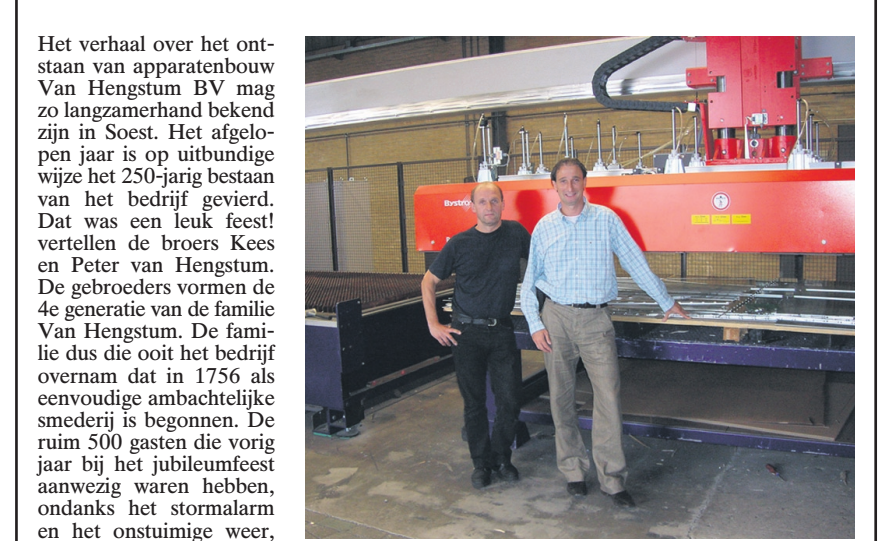 Het verhaal over het ont-
staan van apparatenbouw
Van Hengstum BV mag
zo langzamerhand bekend
zijn in Soest. Het afgelo-
pen jaar is op uitbundige
wijze het 250-jarig bestaan
van het bedrijf gevierd.
Dat was een leuk feest!
vertellen de broers Kees
en Peter van Hengstum.
De gebroeders vormen de
4e generatie van de familie
Van Hengstum. De fami-
lie dus die ooit het bedrijf
overnam dat in 1756 als
eenvoudige ambachtelijke
smederij is begonnen. De
ruim 500 gasten die vorig
jaar bij het jubileumfeest
aanwezig waren hebben,
ondanks het stormalarm
en het onstuimige weer,